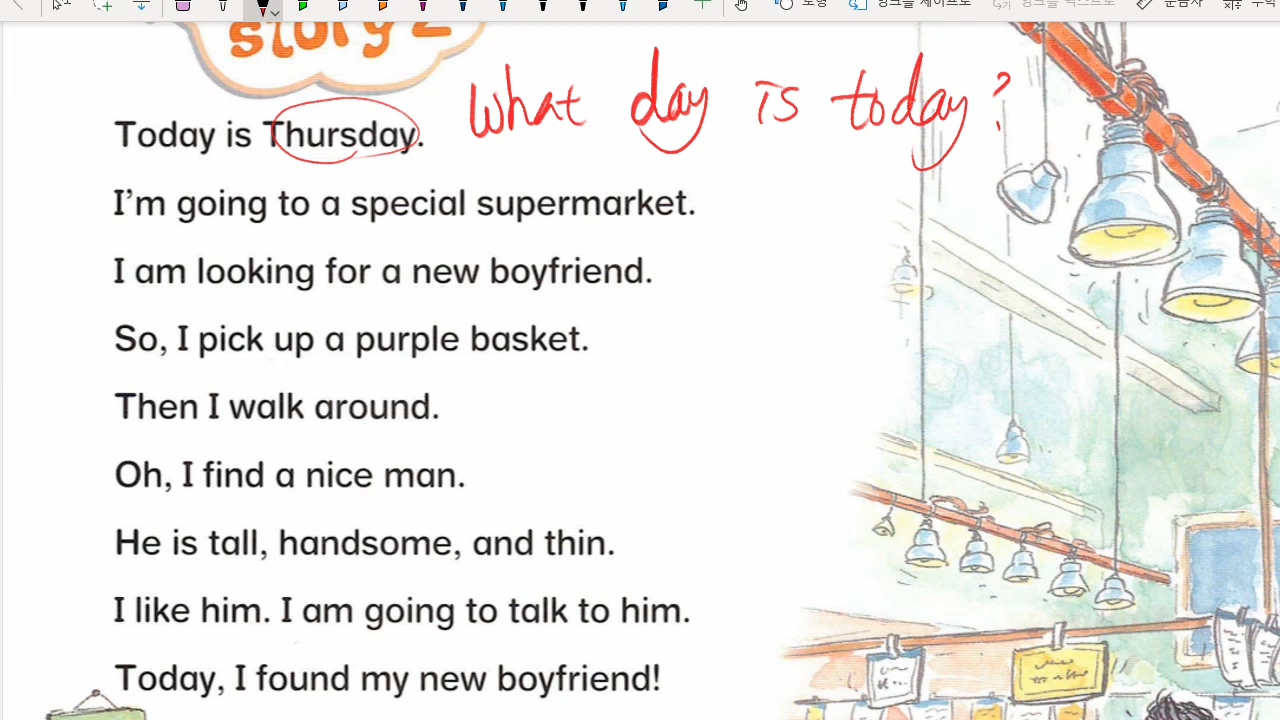 story 2
What day is today?
Today is Thursday.
I'm going to a special supermarket.
I am looking for a new boyfriend.
So, I pick up a purple basket.
Then I walk around.
Oh, I find a nice man.
He is tall, handsome, and thin.
I like him. I am going to talk to him.
Today, I found my new boyfriend!